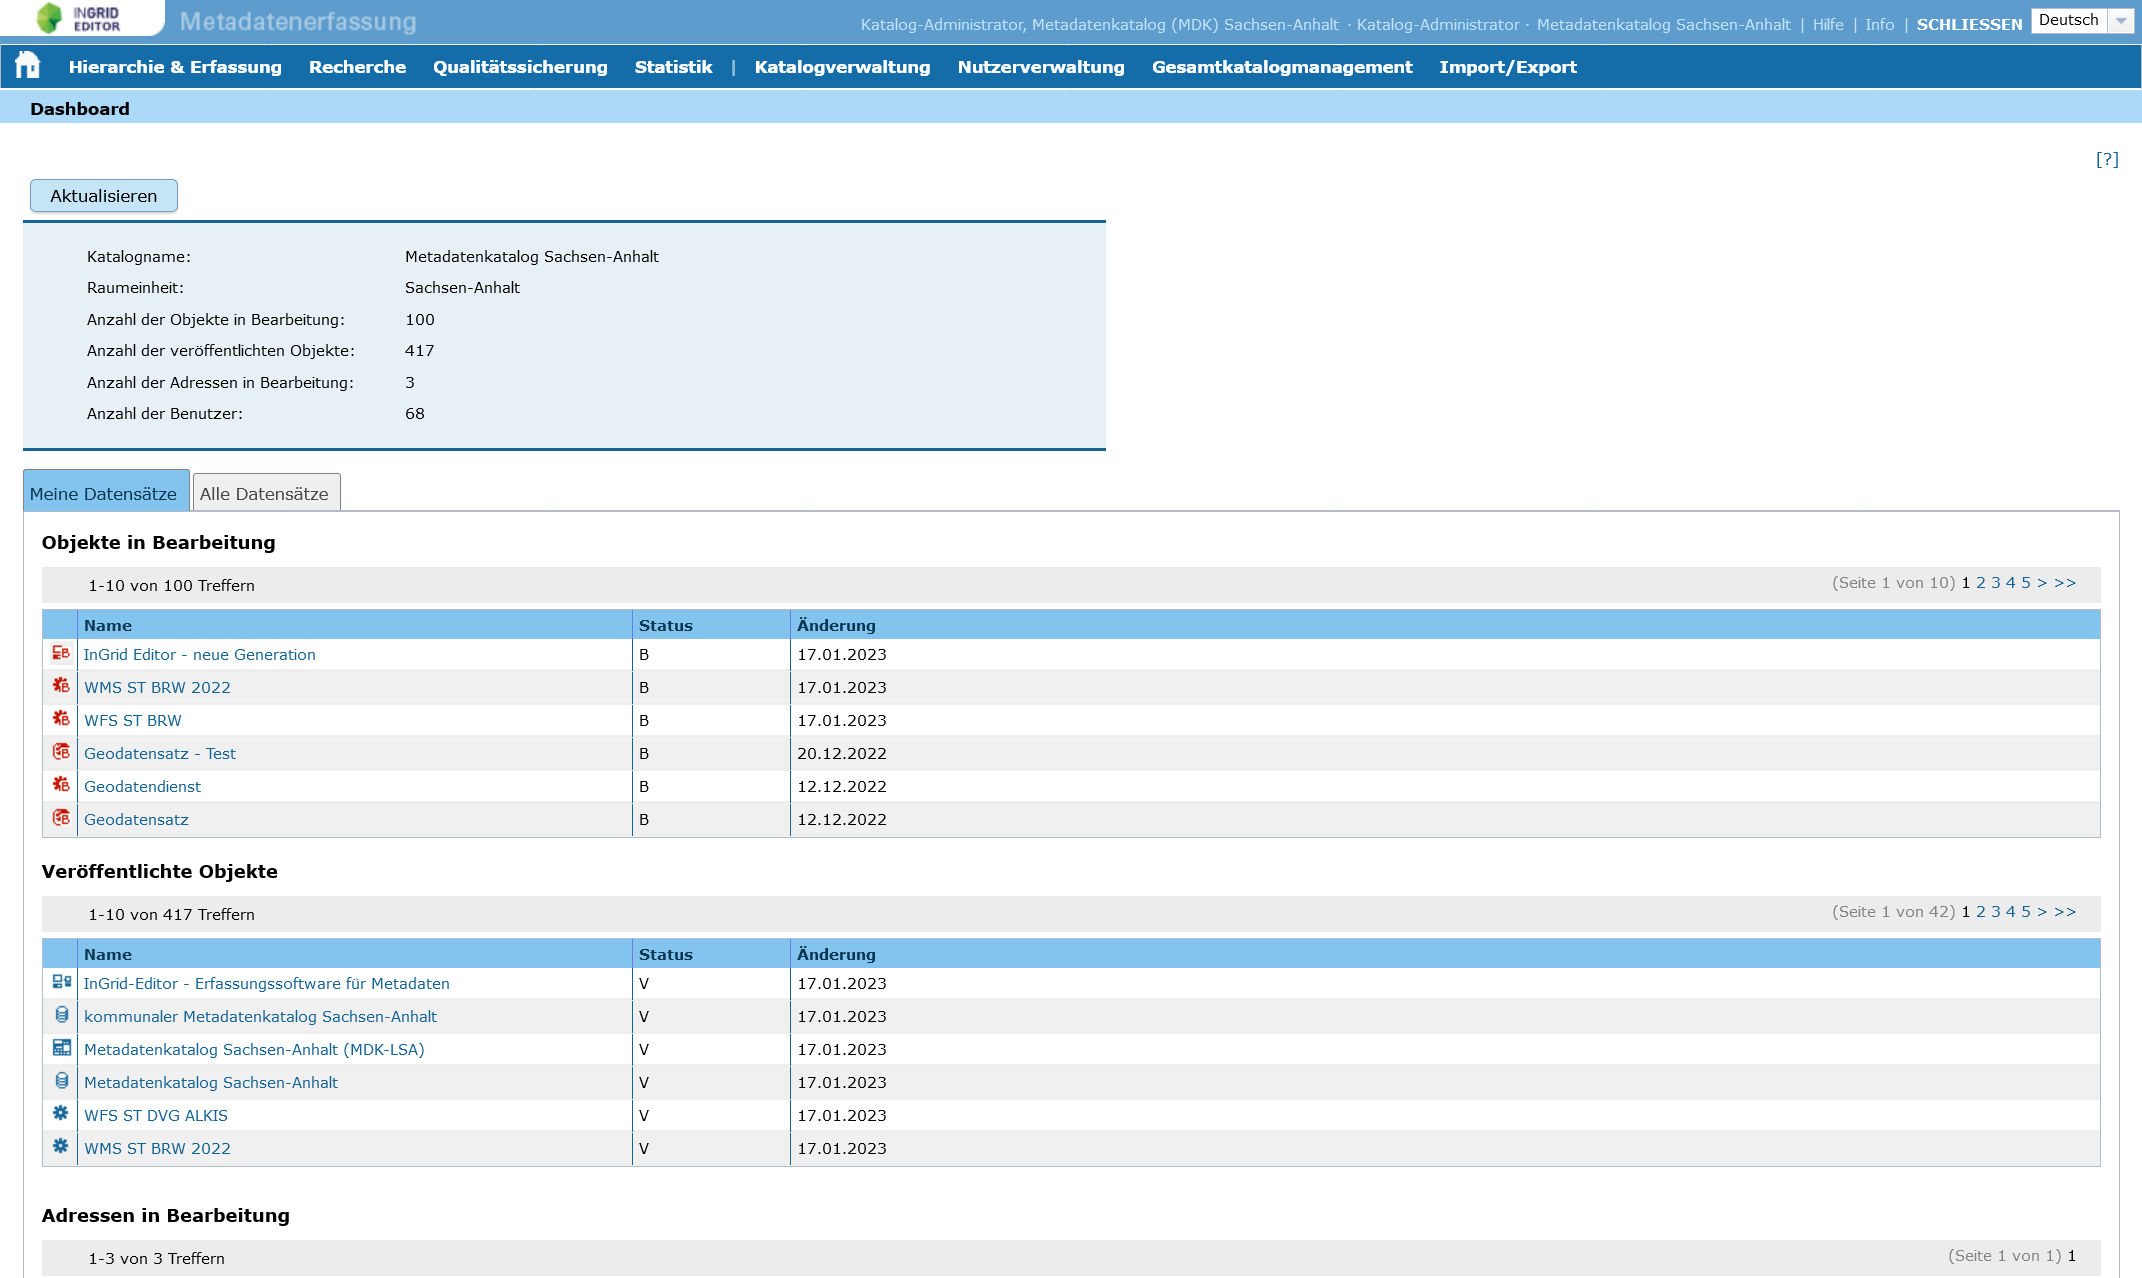 INGRID
EDITOR
Metadatenerfassung
Katalog-Administrator, Metadatenkatalog (MDK) Sachsen-Anhalt · Katalog-Administrator · Metadatenkatalog Sachsen-Anhalt | Hilfe | Info | SCHLIESSEN Deutsch
Hierarchie & Erfassung Recherche Qualitätssicherung Statistik | Katalogverwaltung Nutzerverwaltung Gesamtkatalogmanagement Import/Export
Dashboard
[?]
Aktualisieren
Katalogname: Metadatenkatalog Sachsen-Anhalt
Raumeinheit: Sachsen-Anhalt
Anzahl der Objekte in Bearbeitung: 100
Anzahl der veröffentlichten Objekte: 417
Anzahl der Adressen in Bearbeitung: 3
Anzahl der Benutzer: 68
Meine Datensätze Alle Datensätze
Objekte in Bearbeitung
1-10 von 100 Treffern (Seite 1 von 10) 1 2 3 4 5 > >>
Name Status Änderung
B InGrid Editor - neue Generation B 17.01.2023
B WMS ST BRW 2022 B 17.01.2023
B WFS ST BRW B 17.01.2023
B Geodatensatz - Test B 20.12.2022
B Geodatendienst B 12.12.2022
B Geodatensatz B 12.12.2022
Veröffentlichte Objekte
1-10 von 417 Treffern (Seite 1 von 42) 1 2 3 4 5 > >>
Name Status Änderung
InGrid-Editor - Erfassungssoftware für Metadaten V 17.01.2023
kommunaler Metadatenkatalog Sachsen-Anhalt V 17.01.2023
Metadatenkatalog Sachsen-Anhalt (MDK-LSA) V 17.01.2023
Metadatenkatalog Sachsen-Anhalt V 17.01.2023
WFS ST DVG ALKIS V 17.01.2023
WMS ST BRW 2022 V 17.01.2023
Adressen in Bearbeitung
1-3 von 3 Treffern (Seite 1 von 1) 1